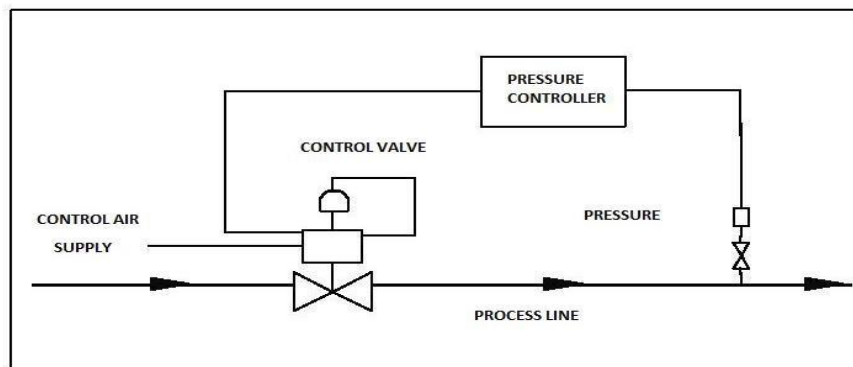 PRESSURE
CONTROLLER
CONTROL VALVE
CONTROL AIR
SUPPLY
PRESSURE
PROCESS LINE